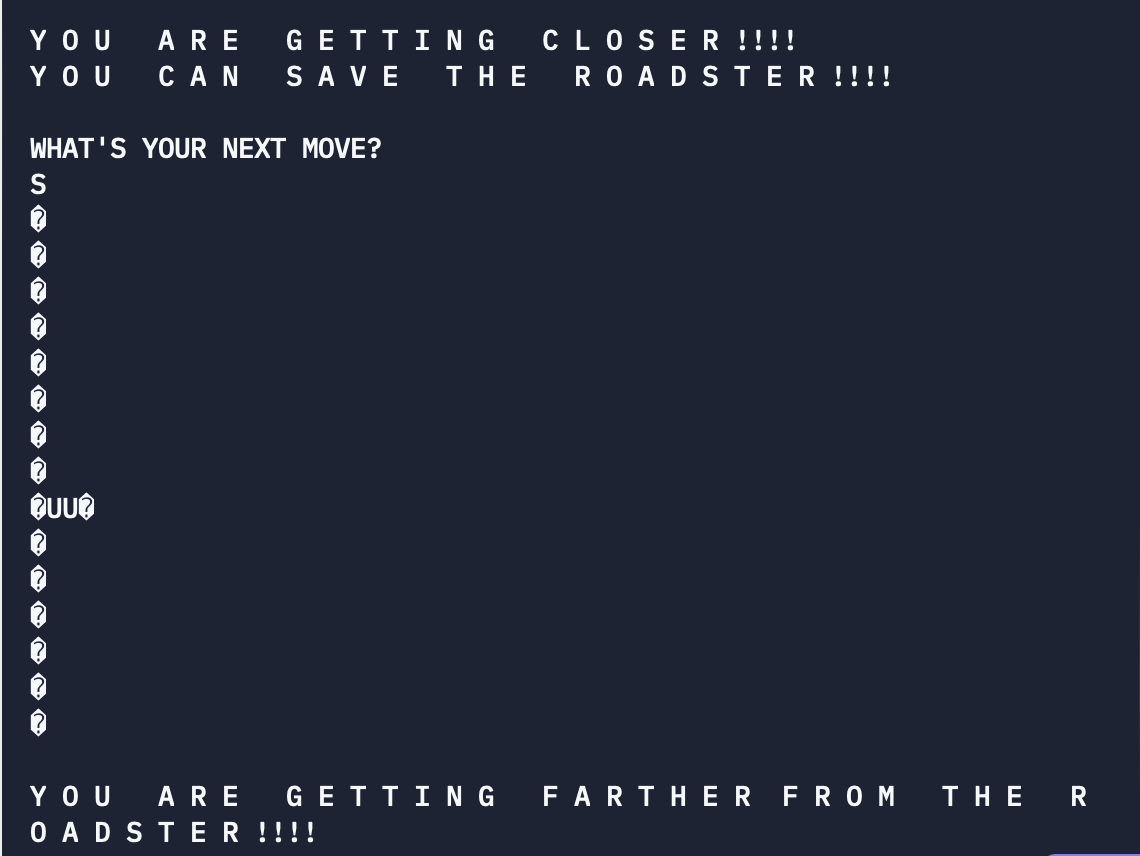 Y O U   A R E   G E T T I N G   C L O S E R !!!!
Y O U   C A N   S A V E   T H E   R O A D S T E R !!!!

WHAT'S YOUR NEXT MOVE?
S
�
�
�
�
�
�
�
�
�UU�
�
�
�
�
�
�

Y O U   A R E   G E T T I N G   F A R T H E R  F R O M   T H E   R
O A D S T E R !!!!